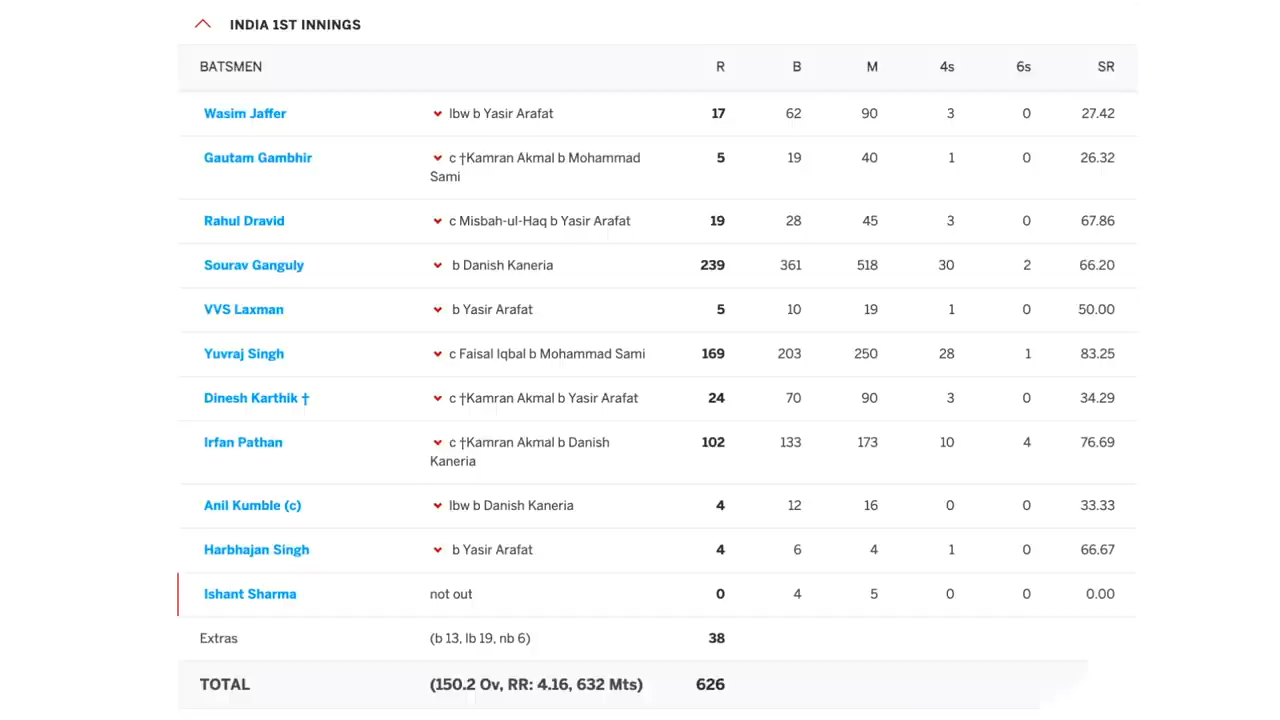 INDIA 1ST INNINGS
BATSMEN R B M 4s 6s SR
Wasim Jaffer lbw b Yasir Arafat 17 62 90 3 0 27.42
Gautam Gambhir c †Kamran Akmal b Mohammad 5 19 40 1 0 26.32
Sami
Rahul Dravid c Misbah-ul-Haq b Yasir Arafat 19 28 45 3 0 67.86
Sourav Ganguly b Danish Kaneria 239 361 518 30 2 66.20
VVS Laxman b Yasir Arafat 5 10 19 1 0 50.00
Yuvraj Singh c Faisal Iqbal b Mohammad Sami 169 203 250 28 1 83.25
Dinesh Karthik † c †Kamran Akmal b Yasir Arafat 24 70 90 3 0 34.29
Irfan Pathan c †Kamran Akmal b Danish 102 133 173 10 4 76.69
Kaneria
Anil Kumble (c) lbw b Danish Kaneria 4 12 16 0 0 33.33
Harbhajan Singh b Yasir Arafat 4 6 4 1 0 66.67
Ishant Sharma not out 0 4 5 0 0 0.00
Extras (b 13, lb 19, nb 6) 38
TOTAL (150.2 Ov, RR: 4.16, 632 Mts) 626